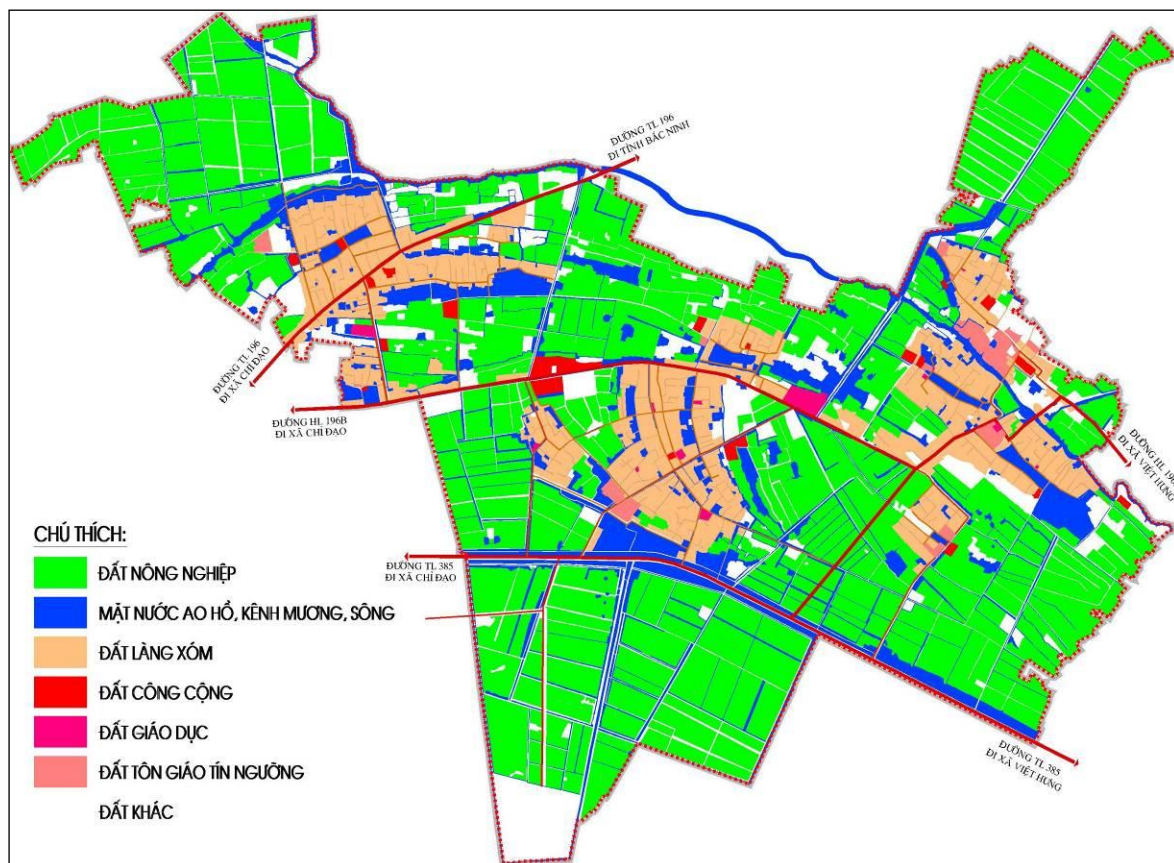 ĐƯỜNG TL 196
ĐI TỈNH BẮC NINH
ĐƯỜNG TL 196
ĐI XÃ CHỈ ĐẠO
ĐƯỜNG HL 196B
ĐI XÃ CHỈ ĐẠO
ĐƯỜNG HL 196
ĐI XÃ VIỆT HƯNG
ĐƯỜNG TL 385
ĐI XÃ CHỈ ĐẠO
ĐƯỜNG TL 385
ĐI XÃ VIỆT HƯNG
CHÚ THÍCH:
ĐẤT NÔNG NGHIỆP
MẶT NƯỚC AO HỒ, KÊNH MƯƠNG, SÔNG
ĐẤT LÀNG XÓM
ĐẤT CÔNG CỘNG
ĐẤT GIÁO DỤC
ĐẤT TÔN GIÁO TÍN NGƯỠNG
ĐẤT KHÁC